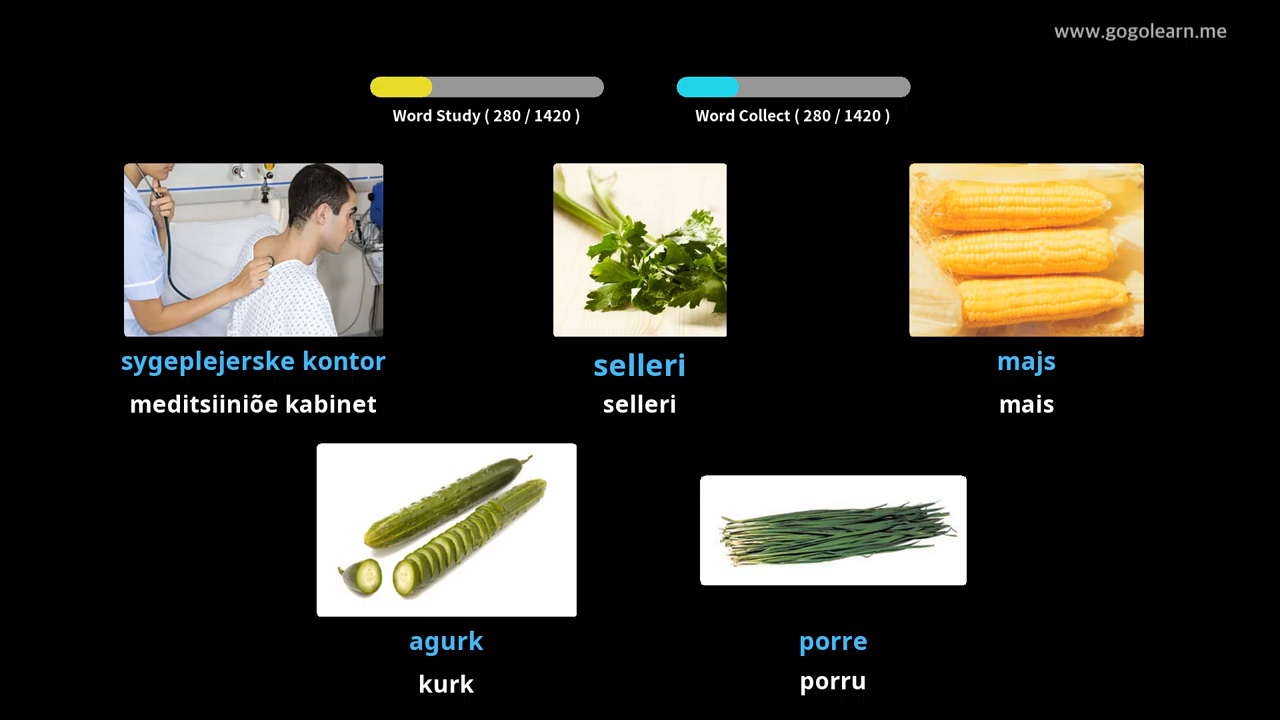 www.gogolearn.me
Word Study ( 280 / 1420 )
Word Collect ( 280 / 1420 )
sygeplejerske kontor
meditsiiniõe kabinet
selleri
selleri
majs
mais
agurk
kurk
porre
porru